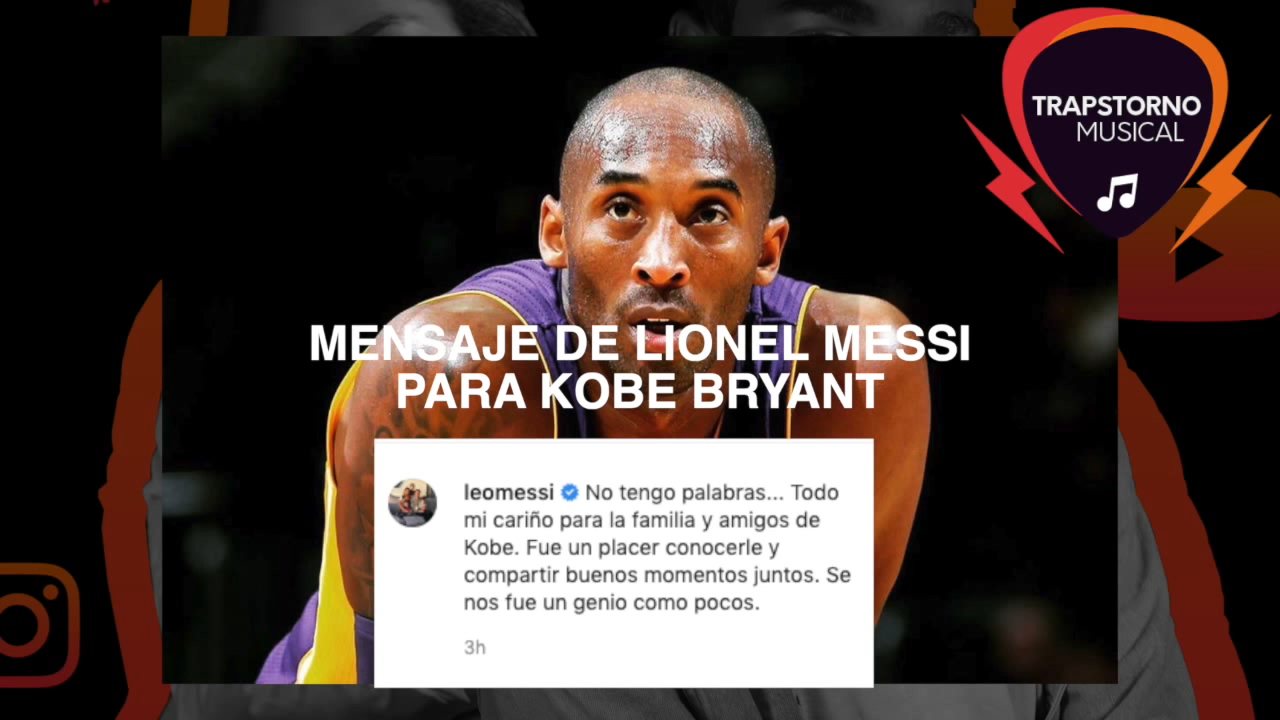 TRAPSTORNO
MUSICAL
MENSAJE DE LIONEL MESSI
PARA KOBE BRYANT
leomessi No tengo palabras... Todo
mi cariño para la familia y amigos de
Kobe. Fue un placer conocerle y
compartir buenos momentos juntos. Se
nos fue un genio como pocos.
3h